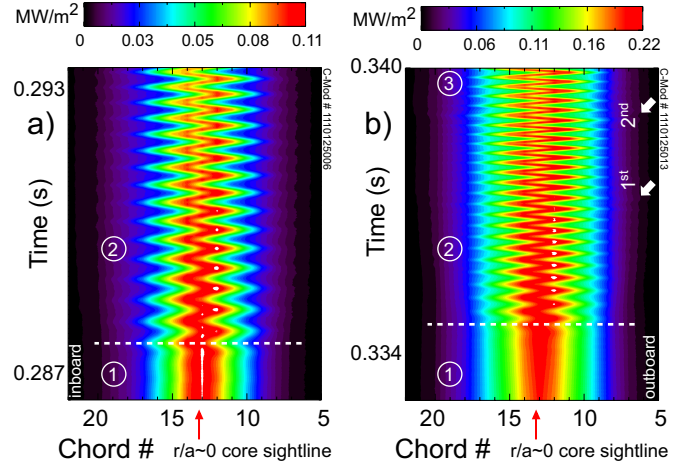 MW/m²
0 0.03 0.05 0.08 0.11
a)
0.293
0.287
Time (s)
②
①
inboard
C-Mod # 1110125006
20 15 10 5
Chord #
r/a~0 core sightline
MW/m²
0 0.06 0.11 0.16 0.22
b)
0.340
0.334
Time (s)
③
②
①
2nd
1st
outboard
C-Mod # 1110125013
20 15 10 5
Chord #
r/a~0 core sightline